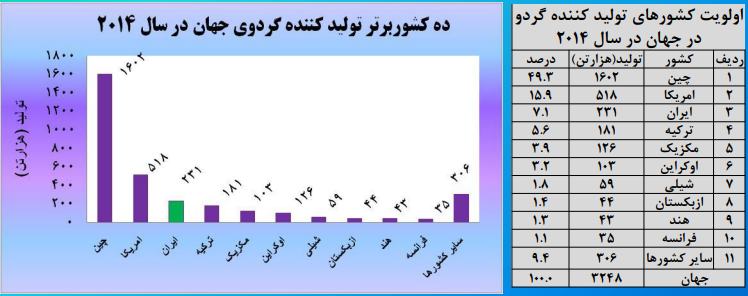 ده کشوربرتر تولید کننده گردوی جهان در سال ۲۰۱۴
تولید (هزارتن)
۱۸۰۰
۱۶۰۰
۱۴۰۰
۱۲۰۰
۱۰۰۰
۸۰۰
۶۰۰
۴۰۰
۲۰۰
۰
۱۶۰۲
۵۱۸
۲۳۱
۱۸۱
۱۰۳
۱۲۶
۵۹
۴۴
۴۳
۳۵
۳۰۶
چین
امریکا
ایران
ترکیه
مکزیک
اوکراین
شیلی
ازبکستان
هند
فرانسه
سایر کشورها
اولویت کشورهای تولید کننده گردو
در جهان در سال ۲۰۱۴
ردیف کشور تولید(هزارتن) درصد
۱ چین ۱۶۰۲ ۴۹.۳
۲ امریکا ۵۱۸ ۱۵.۹
۳ ایران ۲۳۱ ۷.۱
۴ ترکیه ۱۸۱ ۵.۶
۵ مکزیک ۱۲۶ ۳.۹
۶ اوکراین ۱۰۳ ۳.۲
۷ شیلی ۵۹ ۱.۸
۸ ازبکستان ۴۴ ۱.۴
۹ هند ۴۳ ۱.۳
۱۰ فرانسه ۳۵ ۱.۱
۱۱ سایر کشورها ۳۰۶ ۹.۴
جهان ۳۲۴۸ ۱۰۰.۰